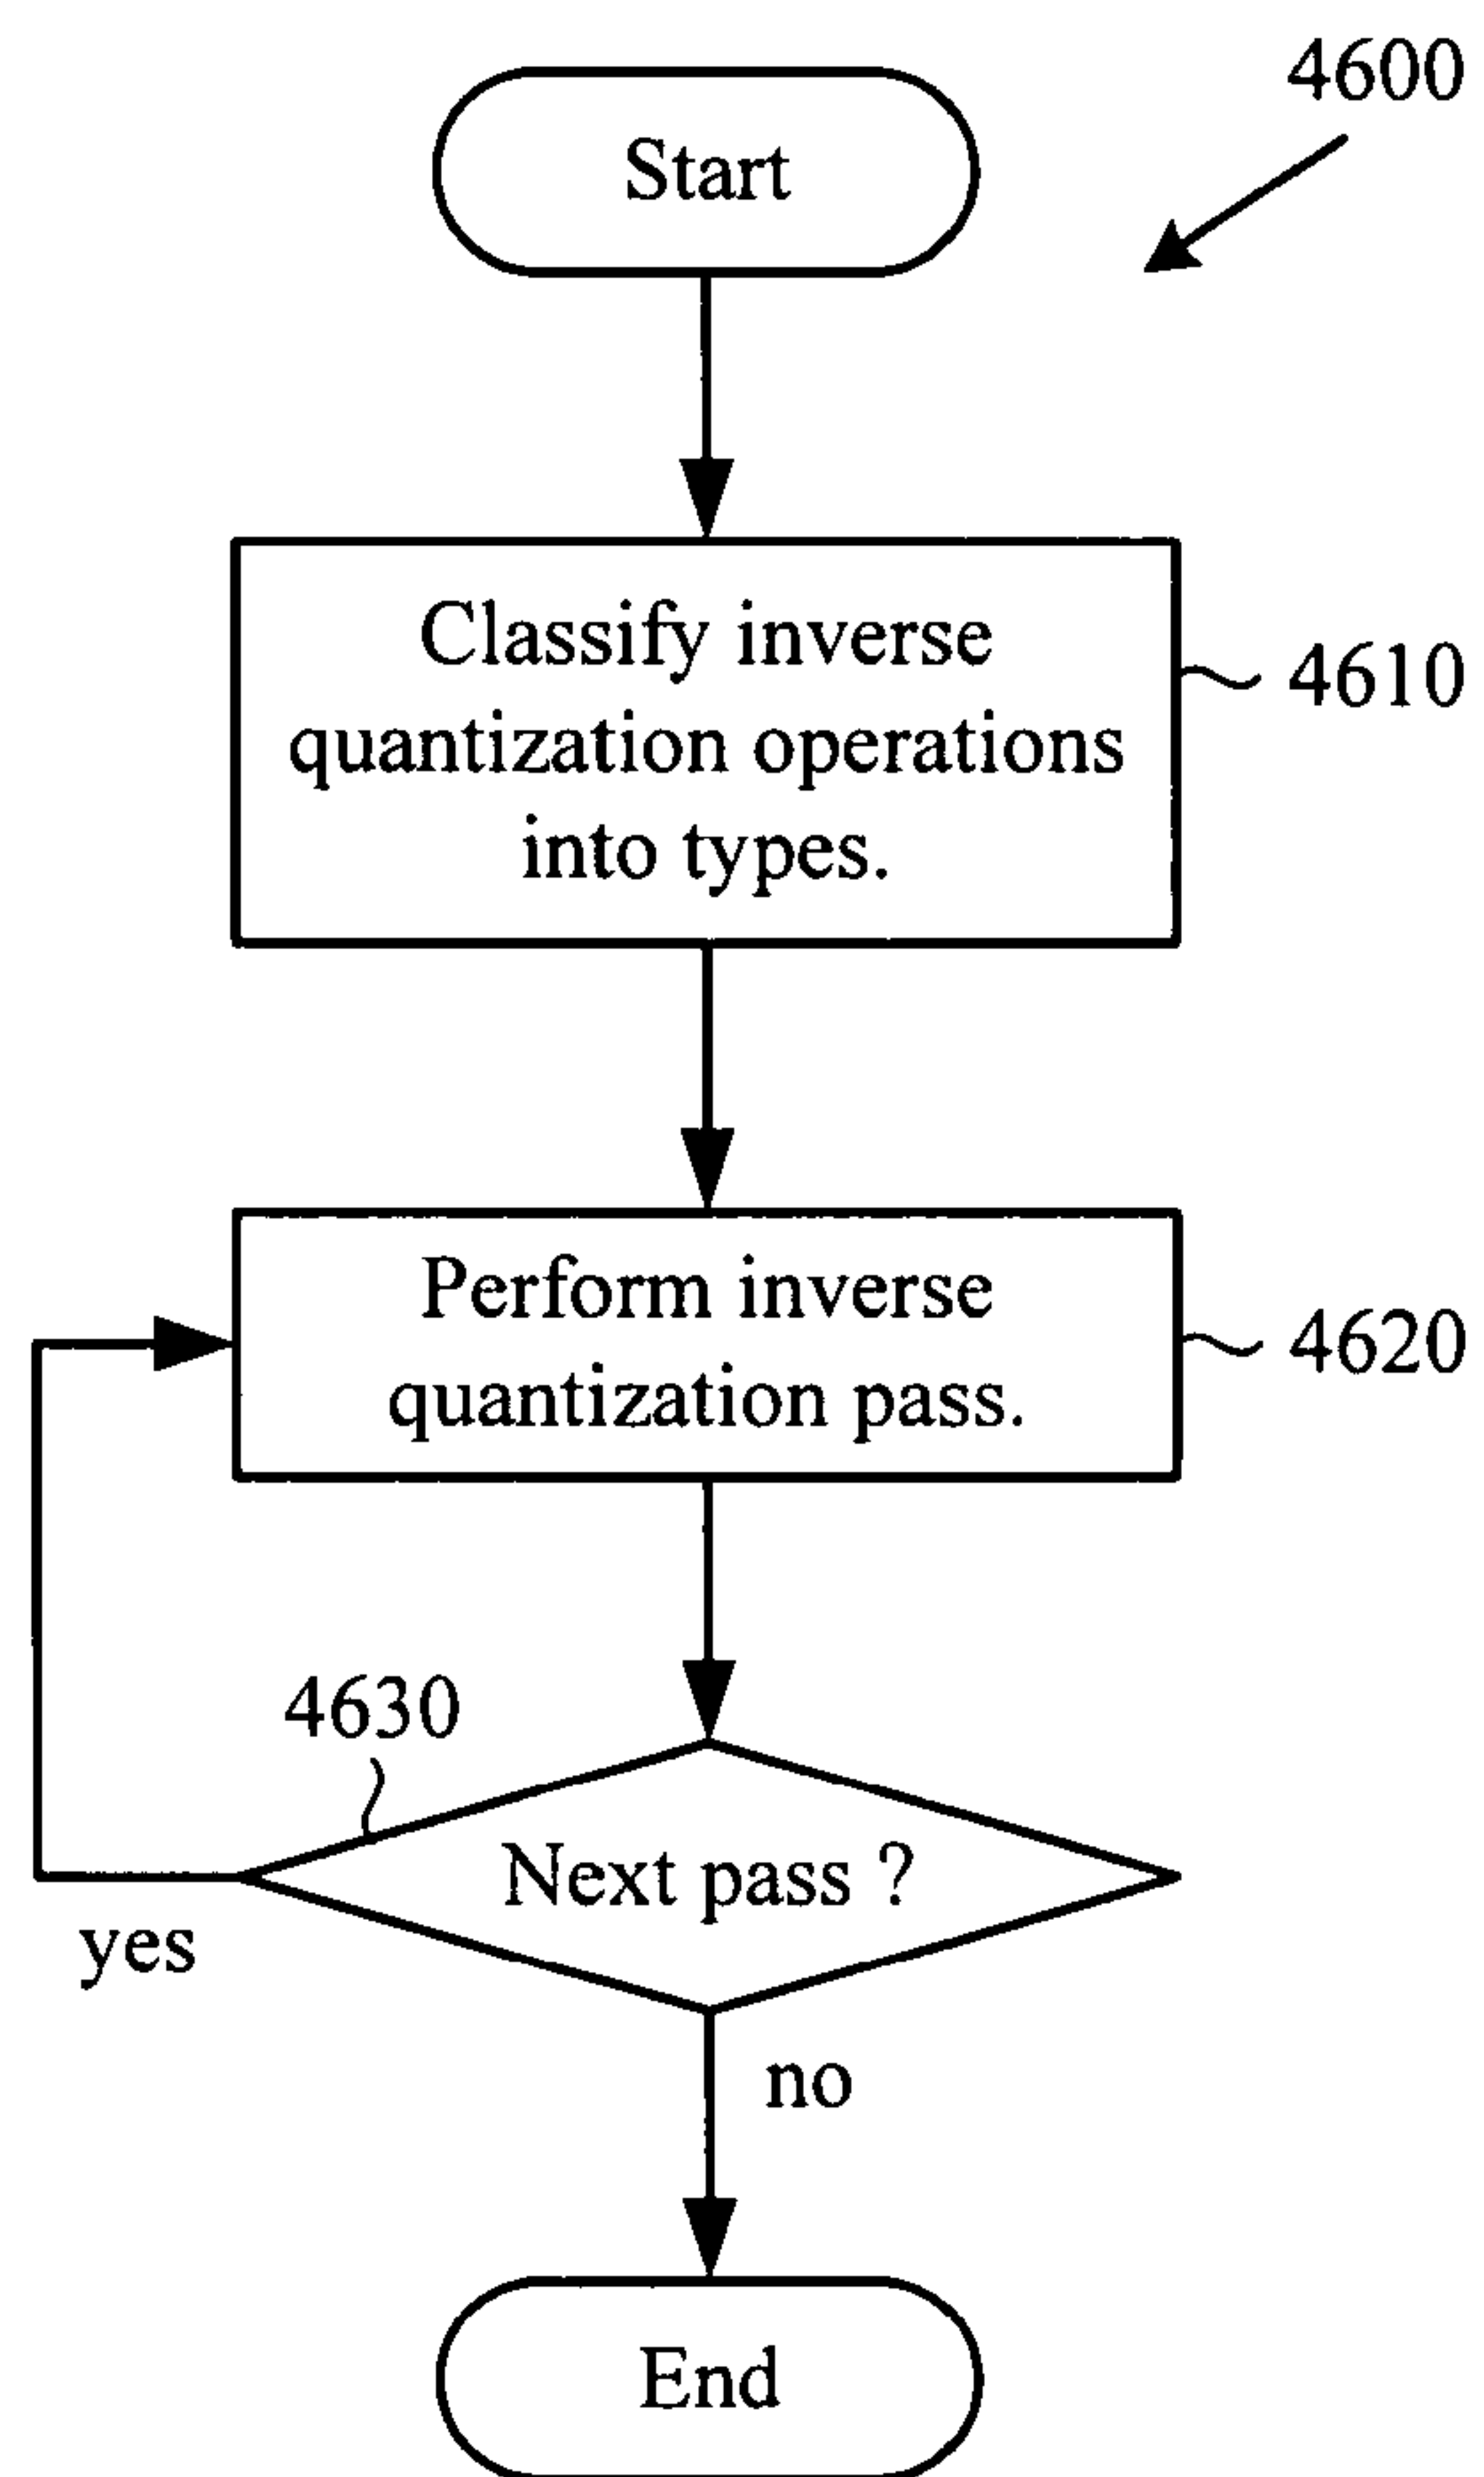 4600
Start
Classify inverse
quantization operations
into types.
4610
Perform inverse
quantization pass.
4620
4630
Next pass ?
yes
no
End